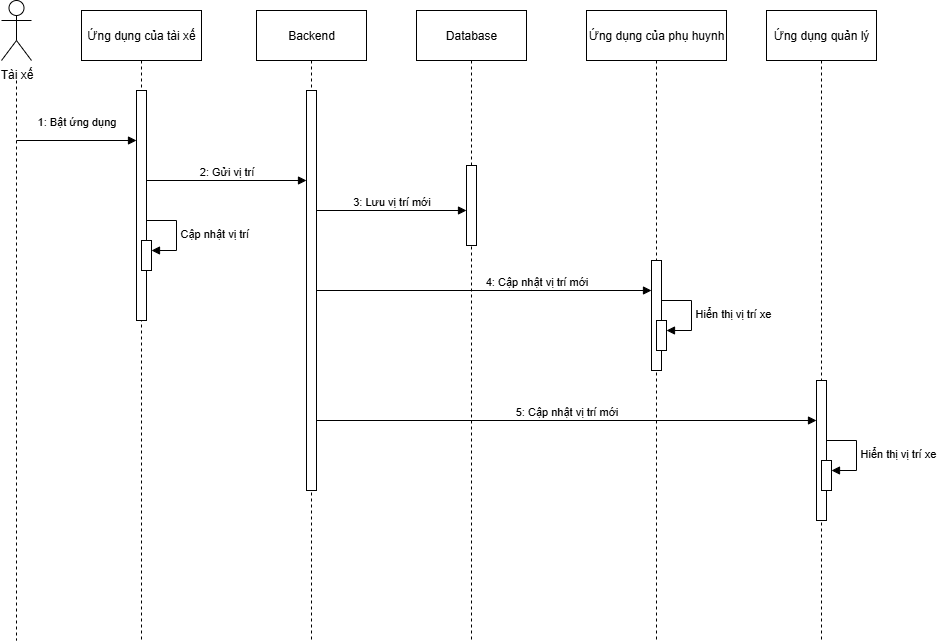 Ứng dụng của tài xế
Backend
Database
Ứng dụng của phụ huynh
Ứng dụng quản lý
Tài xế
1: Bật ứng dụng
2: Gửi vị trí
3: Lưu vị trí mới
Cập nhật vị trí
4: Cập nhật vị trí mới
Hiển thị vị trí xe
5: Cập nhật vị trí mới
Hiển thị vị trí xe